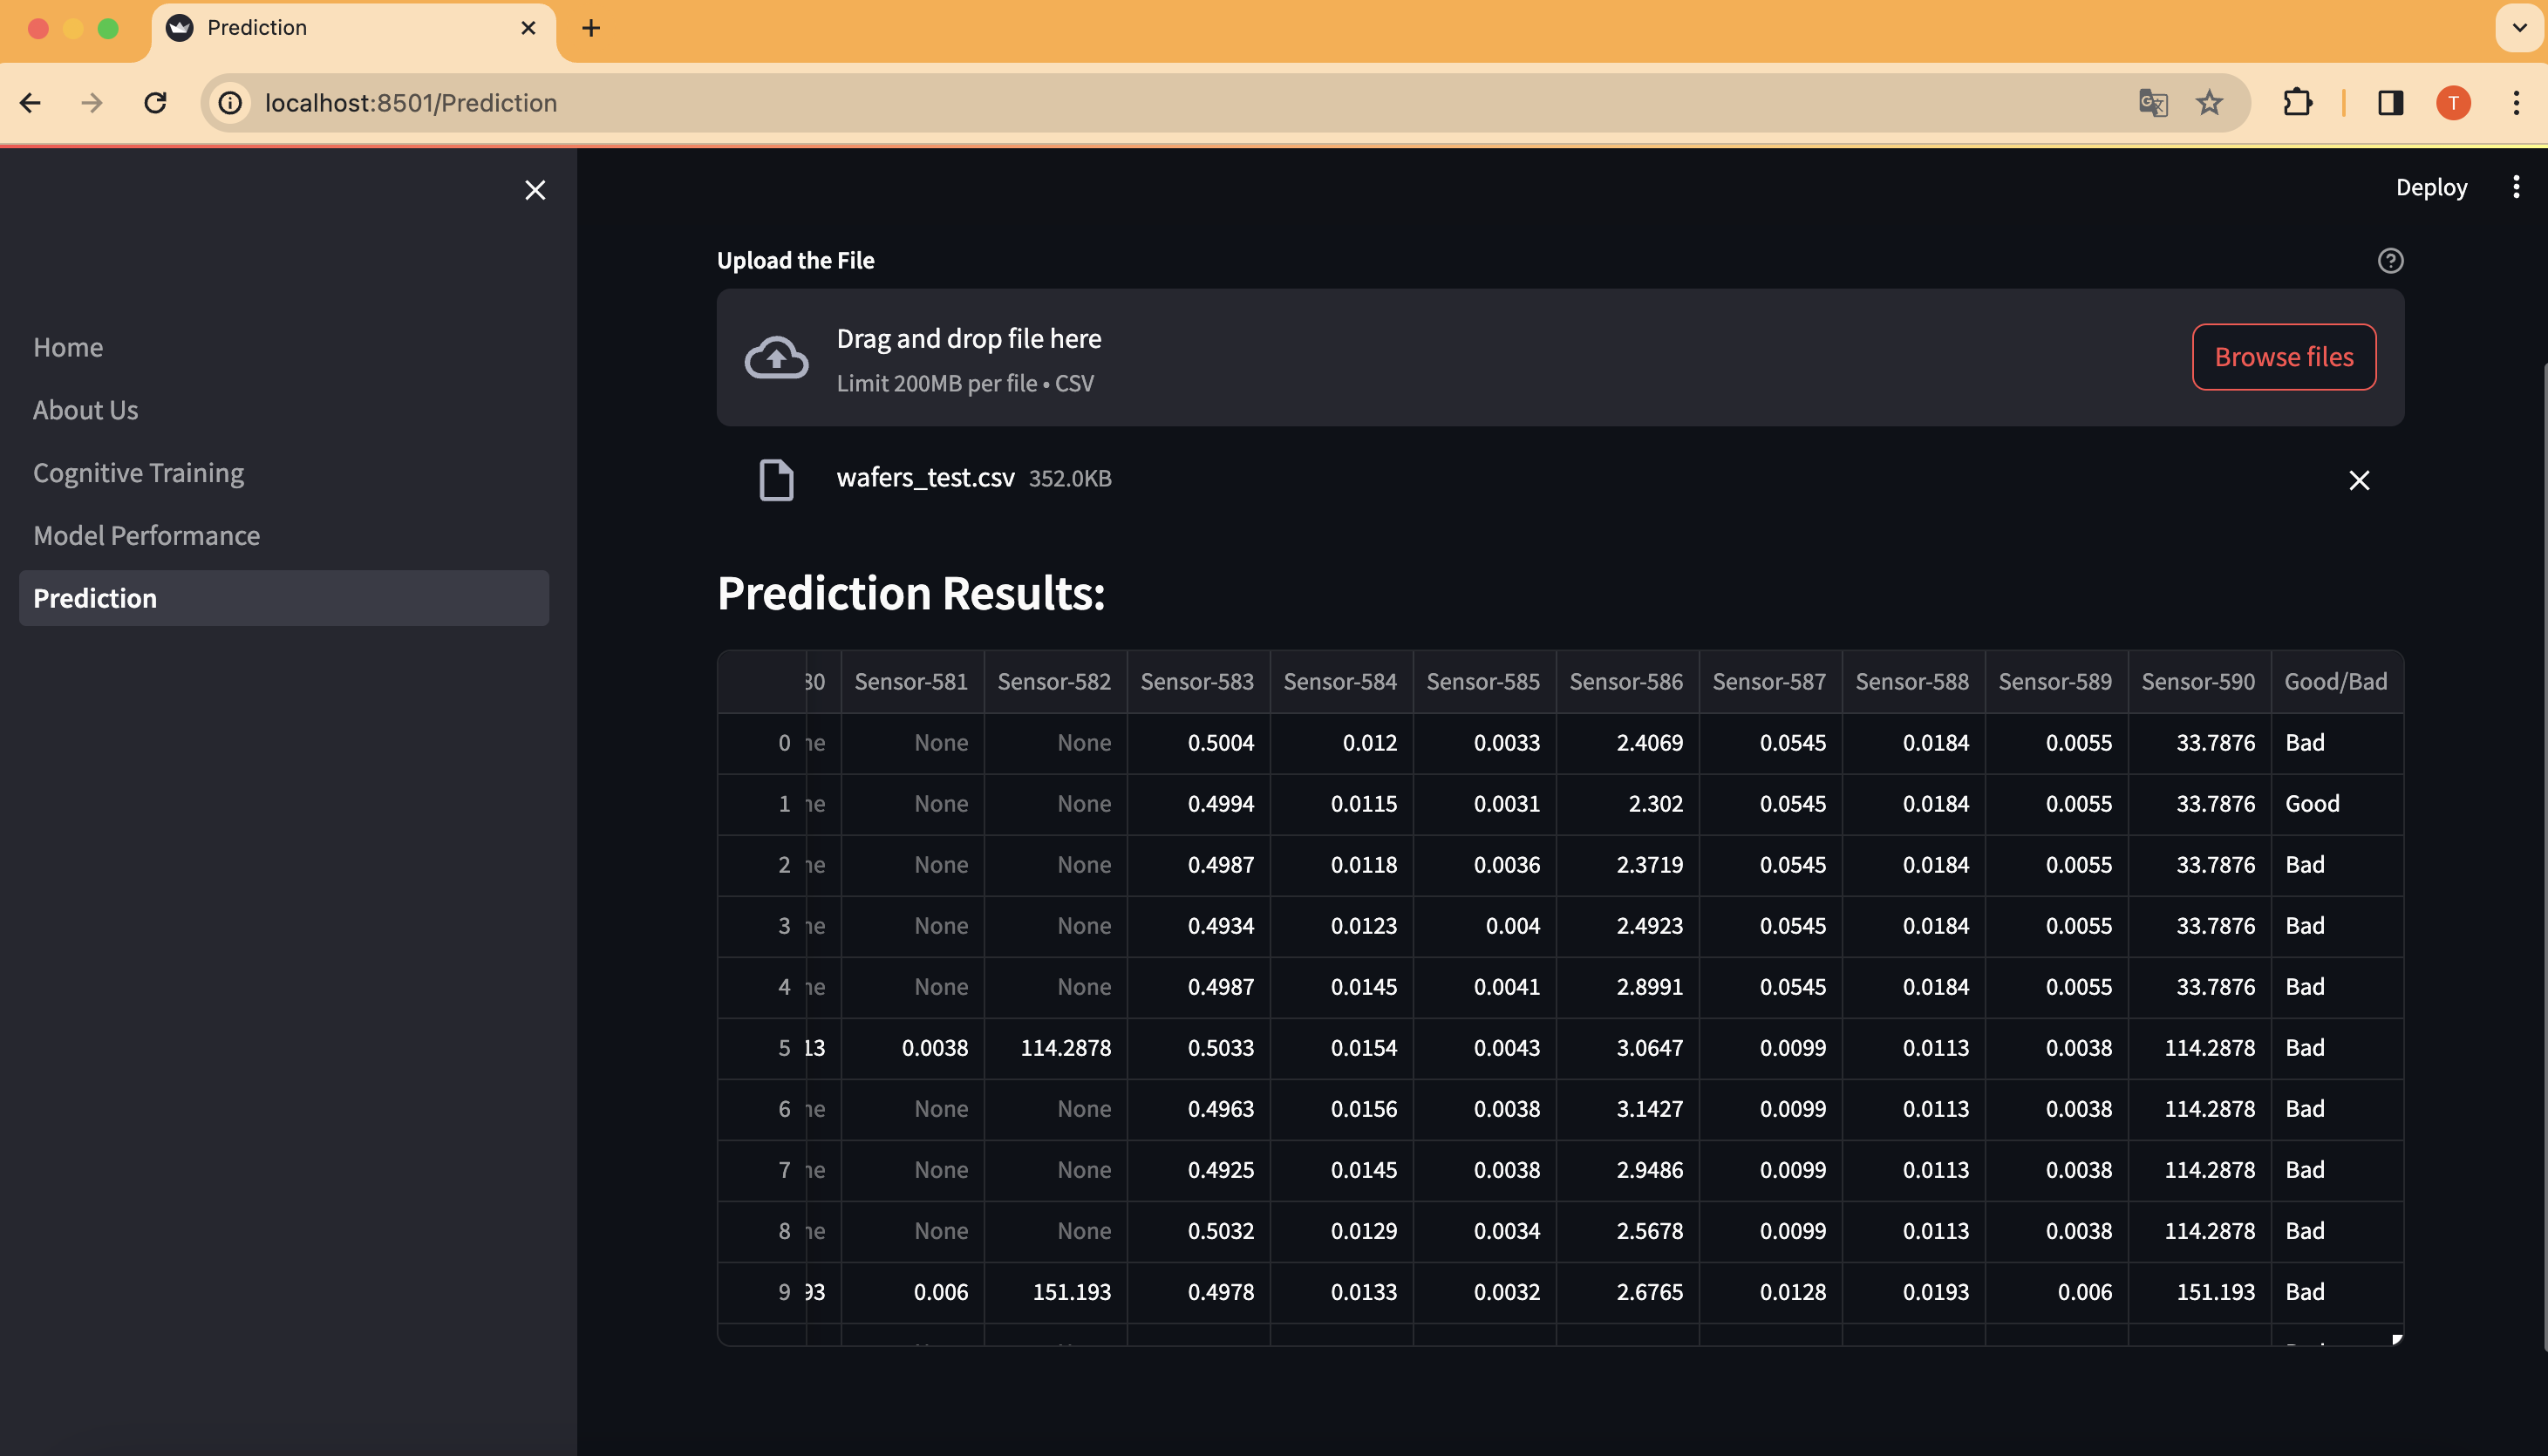 Prediction
localhost:8501/Prediction
T
Deploy
Home
About Us
Cognitive Training
Model Performance
Prediction
Upload the File
Drag and drop file here
Limit 200MB per file • CSV
Browse files
wafers_test.csv 352.0KB
Prediction Results:
80 Sensor-581 Sensor-582 Sensor-583 Sensor-584 Sensor-585 Sensor-586 Sensor-587 Sensor-588 Sensor-589 Sensor-590 Good/Bad
0 ne None None 0.5004 0.012 0.0033 2.4069 0.0545 0.0184 0.0055 33.7876 Bad
1 ne None None 0.4994 0.0115 0.0031 2.302 0.0545 0.0184 0.0055 33.7876 Good
2 ne None None 0.4987 0.0118 0.0036 2.3719 0.0545 0.0184 0.0055 33.7876 Bad
3 ne None None 0.4934 0.0123 0.004 2.4923 0.0545 0.0184 0.0055 33.7876 Bad
4 ne None None 0.4987 0.0145 0.0041 2.8991 0.0545 0.0184 0.0055 33.7876 Bad
5 13 0.0038 114.2878 0.5033 0.0154 0.0043 3.0647 0.0099 0.0113 0.0038 114.2878 Bad
6 ne None None 0.4963 0.0156 0.0038 3.1427 0.0099 0.0113 0.0038 114.2878 Bad
7 ne None None 0.4925 0.0145 0.0038 2.9486 0.0099 0.0113 0.0038 114.2878 Bad
8 ne None None 0.5032 0.0129 0.0034 2.5678 0.0099 0.0113 0.0038 114.2878 Bad
9 93 0.006 151.193 0.4978 0.0133 0.0032 2.6765 0.0128 0.0193 0.006 151.193 Bad